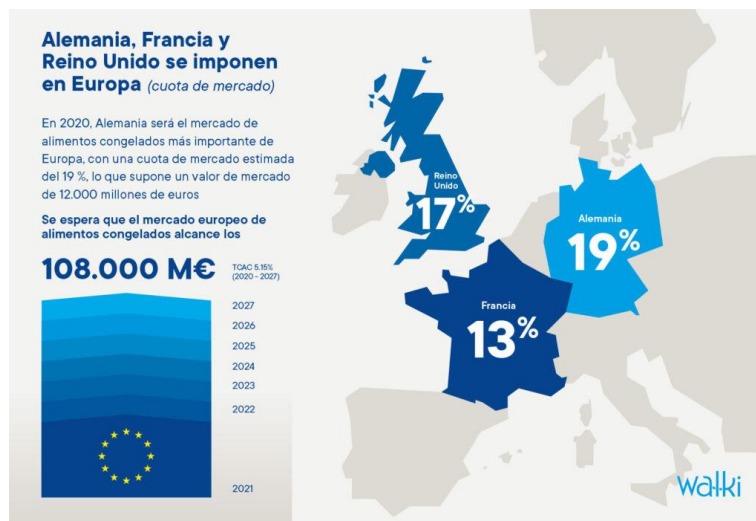 Alemania, Francia y
Reino Unido se imponen
en Europa (cuota de mercado)
En 2020, Alemania será el mercado de
alimentos congelados más importante de
Europa, con una cuota de mercado estimada
del 19 %, lo que supone un valor de mercado
de 12.000 millones de euros
Se espera que el mercado europeo de
alimentos congelados alcance los
108.000 M€
TCAC 5.15%
(2020 – 2027)
2027
2026
2025
2024
2023
2022
2021
Reino
Unido
17%
Alemania
19%
Francia
13%
walki